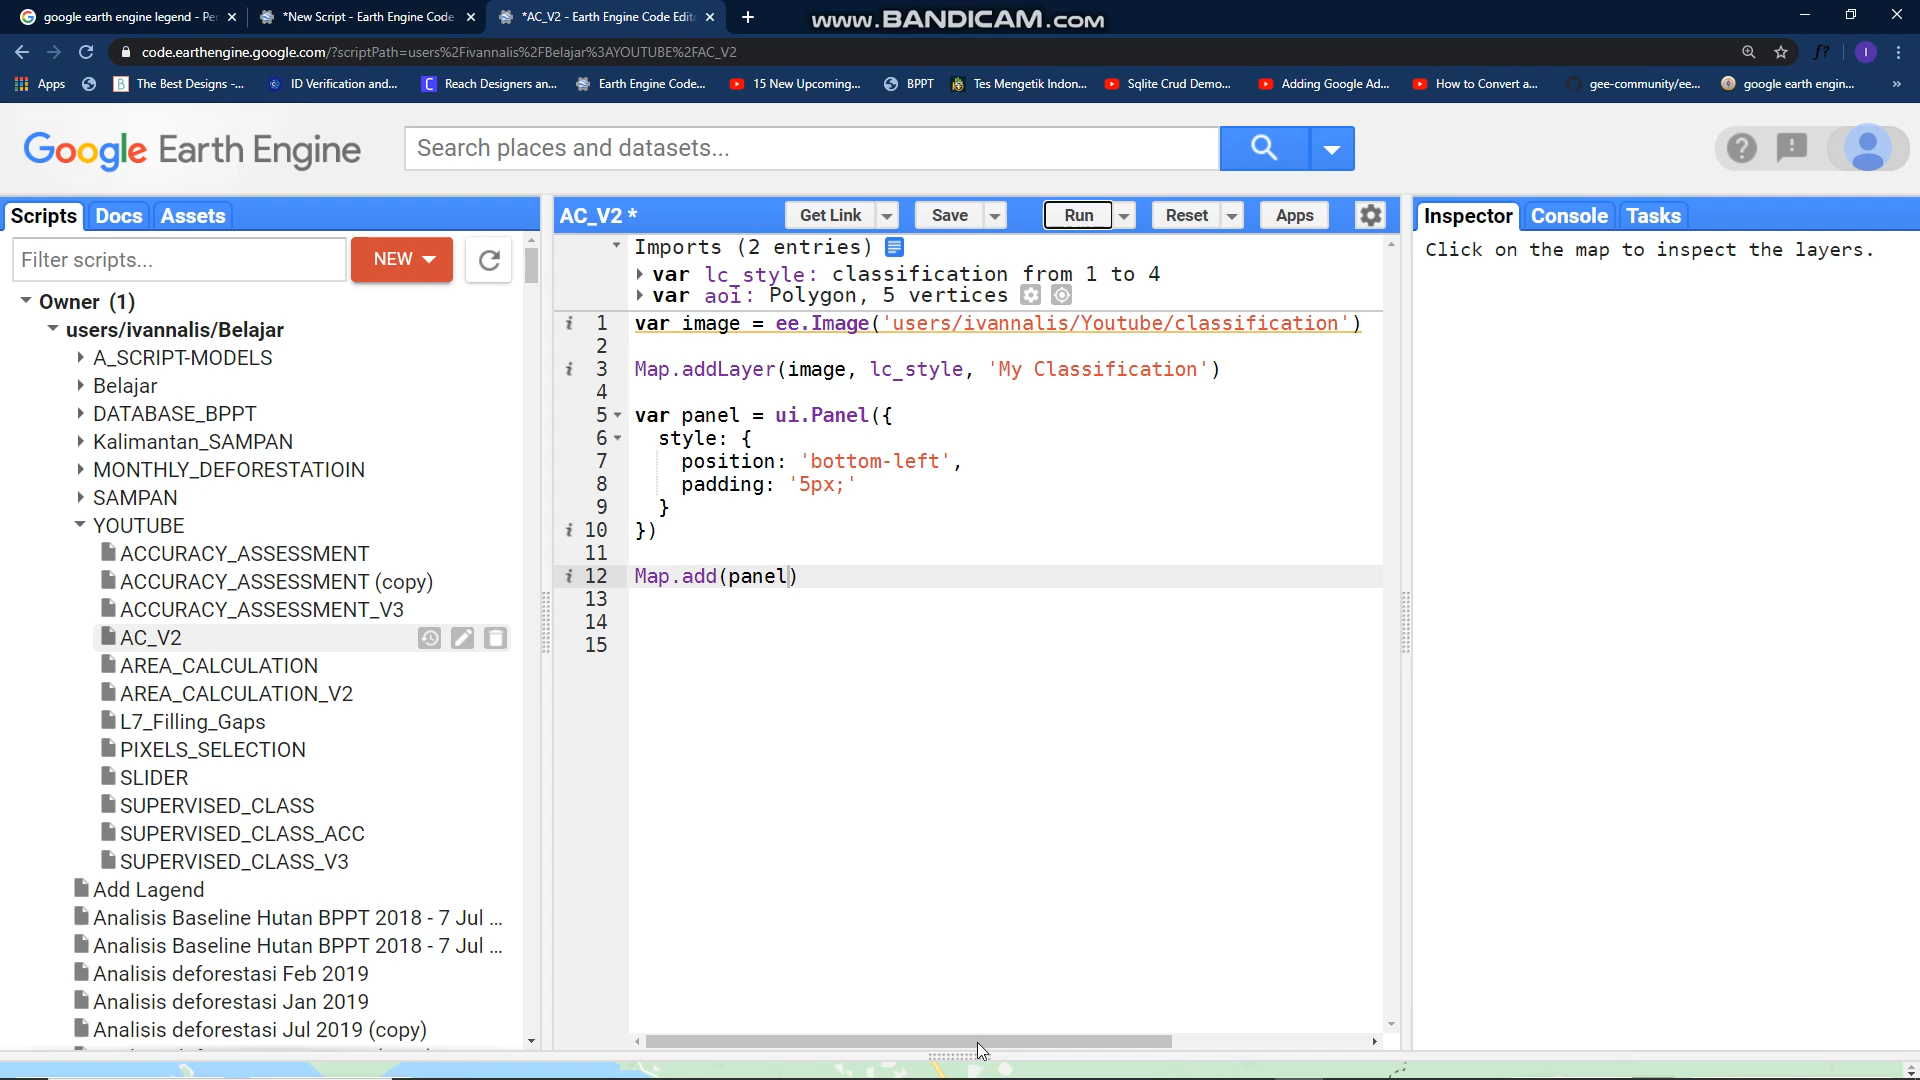 google earth engine legend - Pe
*New Script - Earth Engine Code
*AC_V2 - Earth Engine Code Edit
www.BANDICAM.com
code.earthengine.google.com/?scriptPath=users%2Fivannalis%2FBelajar%3AYOUTUBE%2FAC_V2
f?
I
Apps
The Best Designs -...
ID Verification and...
Reach Designers an...
Earth Engine Code...
15 New Upcoming...
BPPT
Tes Mengetik Indon...
Sqlite Crud Demo...
Adding Google Ad...
How to Convert a...
gee-community/ee...
google earth engin...
»
Google Earth Engine
Search places and datasets...
Scripts Docs Assets
Filter scripts...
NEW
Owner (1)
users/ivannalis/Belajar
A_SCRIPT-MODELS
Belajar
DATABASE_BPPT
Kalimantan_SAMPAN
MONTHLY_DEFORESTATIOIN
SAMPAN
YOUTUBE
ACCURACY_ASSESSMENT
ACCURACY_ASSESSMENT (copy)
ACCURACY_ASSESSMENT_V3
AC_V2
AREA_CALCULATION
AREA_CALCULATION_V2
L7_Filling_Gaps
PIXELS_SELECTION
SLIDER
SUPERVISED_CLASS
SUPERVISED_CLASS_ACC
SUPERVISED_CLASS_V3
Add Lagend
Analisis Baseline Hutan BPPT 2018 - 7 Jul ...
Analisis Baseline Hutan BPPT 2018 - 7 Jul ...
Analisis deforestasi Feb 2019
Analisis deforestasi Jan 2019
Analisis deforestasi Jul 2019 (copy)
AC_V2 *
Get Link
Save
Run
Reset
Apps
Imports (2 entries)
var lc_style: classification from 1 to 4
var aoi: Polygon, 5 vertices
i 1 var image = ee.Image('users/ivannalis/Youtube/classification')
2
i 3 Map.addLayer(image, lc_style, 'My Classification')
4
5 var panel = ui.Panel({
6 style: {
7 position: 'bottom-left',
8 padding: '5px;'
9 }
i 10 })
11
i 12 Map.add(panel)
13
14
15
Inspector Console Tasks
Click on the map to inspect the layers.